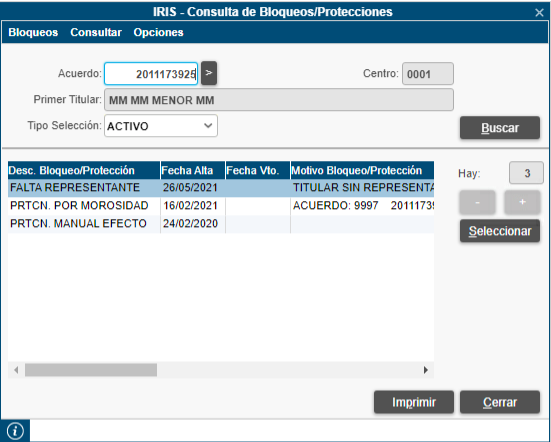 IRIS - Consulta de Bloqueos/Protecciones
Bloqueos Consultar Opciones
Acuerdo: 2011173925 > Centro: 0001
Primer Titular: MM MM MENOR MM
Tipo Selección: ACTIVO
Buscar
Desc. Bloqueo/Protección Fecha Alta Fecha Vto. Motivo Bloqueo/Protección Hay: 3
FALTA REPRESENTANTE 26/05/2021 TITULAR SIN REPRESENTA
PRTCN. POR MOROSIDAD 16/02/2021 ACUERDO: 9997 20111739 - +
PRTCN. MANUAL EFECTO 24/02/2020 Seleccionar
Imprimir Cerrar